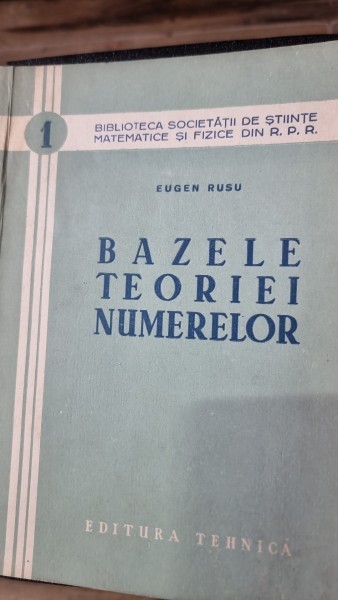 1
BIBLIOTECA SOCIETĂȚII DE ȘTIINȚE
MATEMATICE ȘI FIZICE DIN R. P. R.
EUGEN RUSU
BAZELE
TEORIEI
NUMERELOR
EDITURA TEHNICĂ